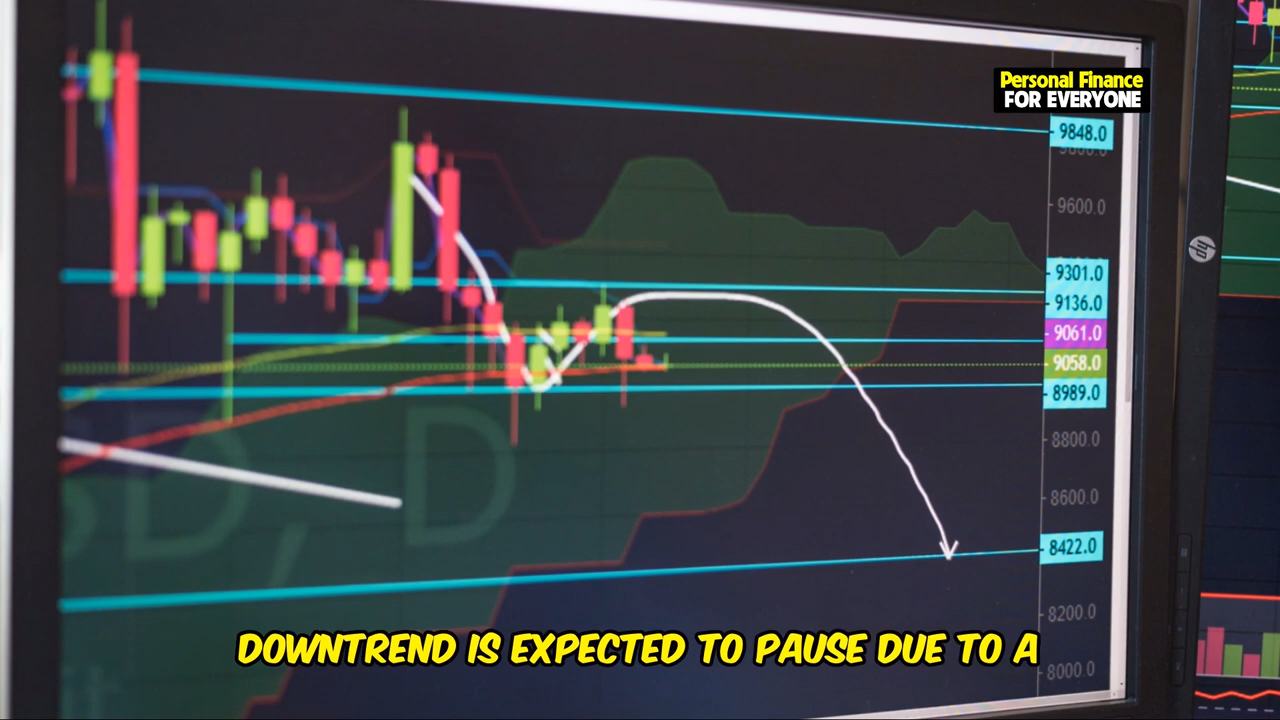 Personal Finance
FOR EVERYONE
9848.0
9600.0
9301.0
9136.0
9061.0
9058.0
8989.0
8800.0
8600.0
8422.0
8200.0
8000.0
D, D
hp
DOWNTREND IS EXPECTED TO PAUSE DUE TO A